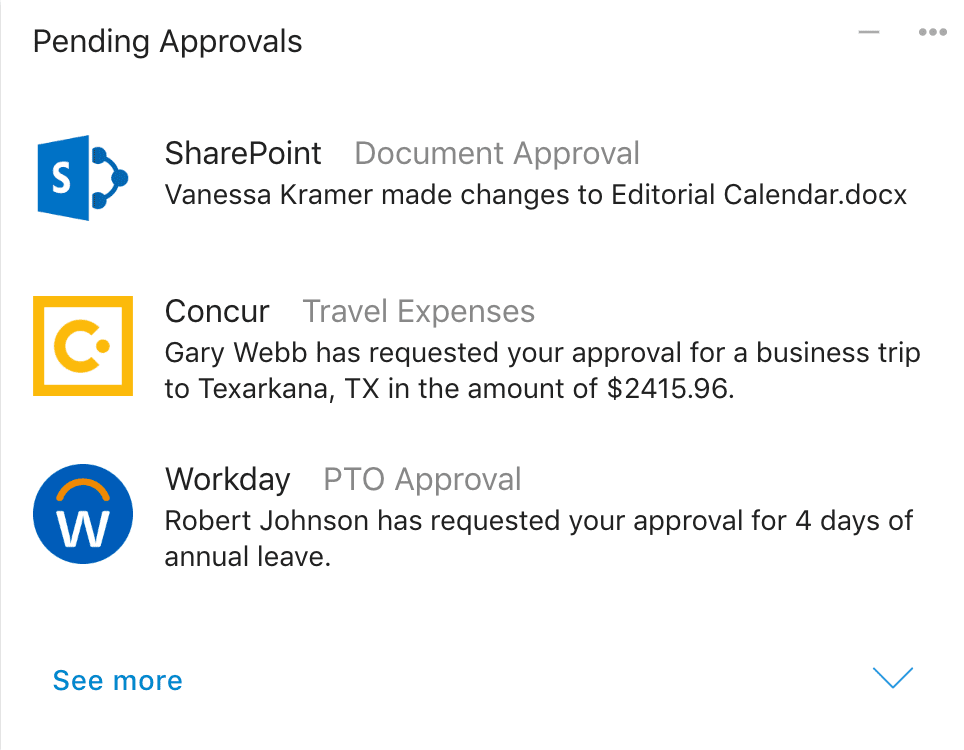 Pending Approvals
S
SharePoint Document Approval
Vanessa Kramer made changes to Editorial Calendar.docx
C
Concur Travel Expenses
Gary Webb has requested your approval for a business trip
to Texarkana, TX in the amount of $2415.96.
W
Workday PTO Approval
Robert Johnson has requested your approval for 4 days of
annual leave.
See more